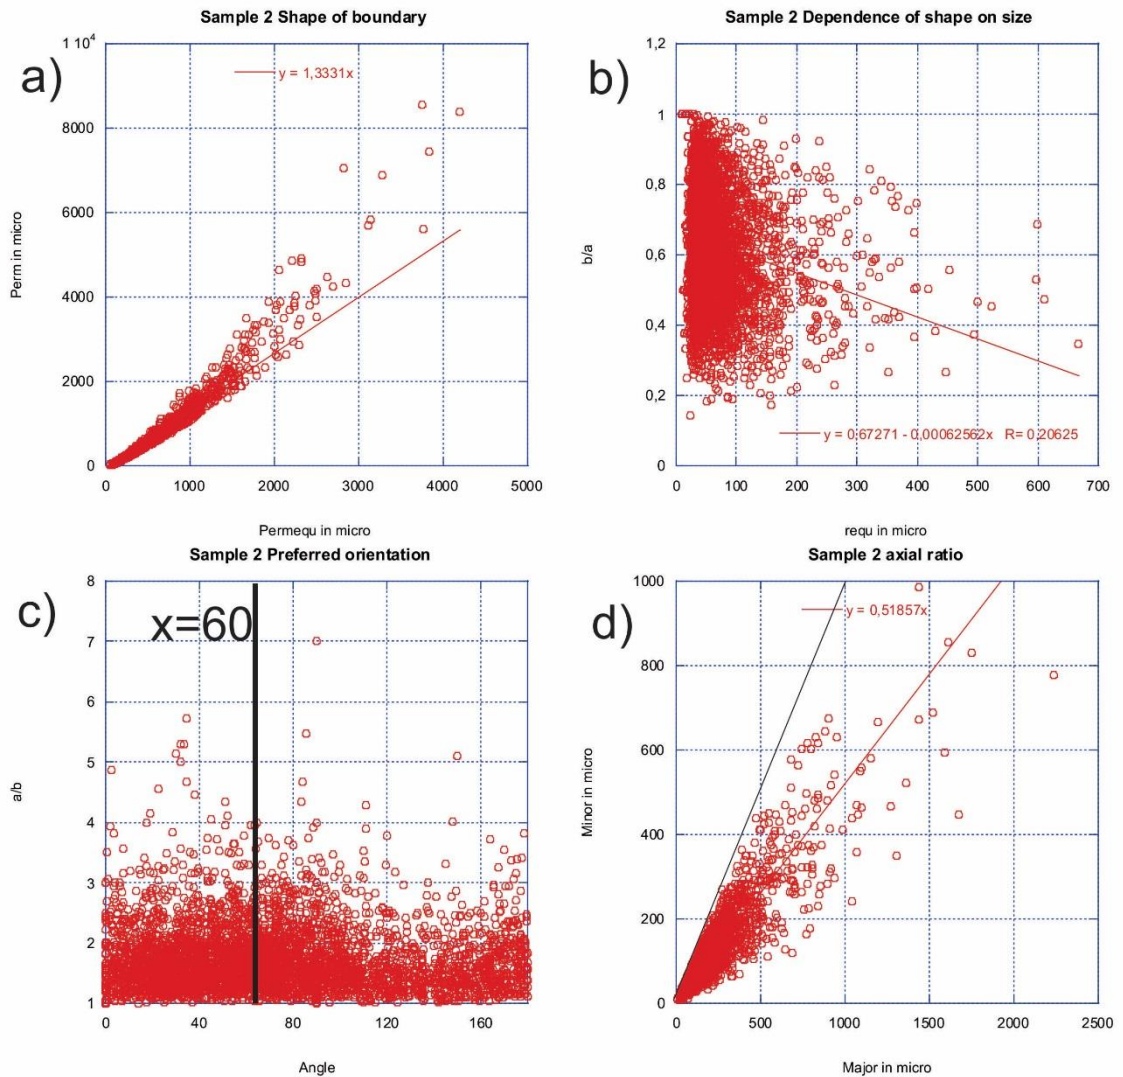 Sample 2 Shape of boundary
a)
y = 1,3331x
1 10⁴
8000
6000
4000
2000
0
Perm in micro
0 1000 2000 3000 4000 5000
Permequ in micro
Sample 2 Dependence of shape on size
b)
1,2
1
0,8
0,6
0,4
0,2
0
b/a
y = 0,67271 - 0,00062562x R= 0,20625
0 100 200 300 400 500 600 700
requ in micro
Sample 2 Preferred orientation
c)
x=60
8
7
6
5
4
3
2
1
a/b
0 40 80 120 160
Angle
Sample 2 axial ratio
d)
y = 0,51857x
1000
800
600
400
200
0
Minor in micro
0 500 1000 1500 2000 2500
Major in micro